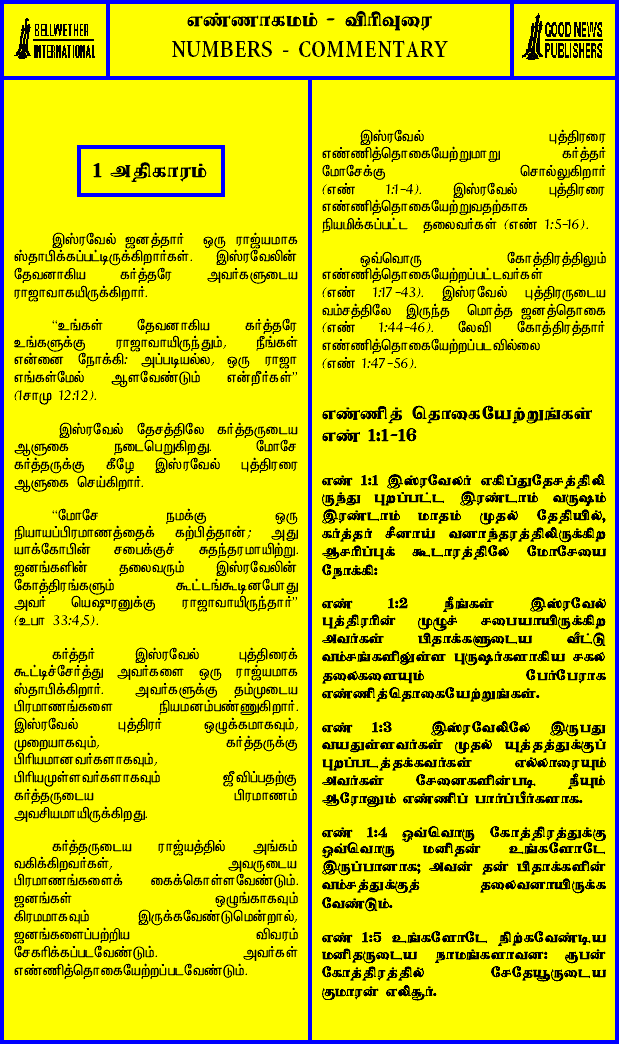 BELLWETHER
INTERNATIONAL
எண்ணாகமம் - விரிவுரை
NUMBERS - COMMENTARY
GOOD NEWS
PUBLISHERS
1 அதிகாரம்
இஸ்ரவேல் ஜனத்தார் ஒரு ராஜ்யமாக
ஸ்தாபிக்கப்பட்டிருக்கிறார்கள். இஸ்ரவேலின்
தேவனாகிய கர்த்தரே அவர்களுடைய
ராஜாவாகயிருக்கிறார்.
“உங்கள் தேவனாகிய கர்த்தரே
உங்களுக்கு ராஜாவாயிருந்தும், நீங்கள்
என்னை நோக்கி: அப்படியல்ல, ஒரு ராஜா
எங்கள்மேல் ஆளவேண்டும் என்றீர்கள்”
(1சாமு 12:12).
இஸ்ரவேல் தேசத்திலே கர்த்தருடைய
ஆளுகை நடைபெறுகிறது. மோசே
கர்த்தருக்கு கீழே இஸ்ரவேல் புத்திரரை
ஆளுகை செய்கிறார்.
“மோசே நமக்கு ஒரு
நியாயப்பிரமாணத்தைக் கற்பித்தான்; அது
யாக்கோபின் சபைக்குச் சுதந்தரமாயிற்று.
ஜனங்களின் தலைவரும் இஸ்ரவேலின்
கோத்திரங்களும் கூட்டங்கூடினபோது
அவர் யெஷுரனுக்கு ராஜாவாயிருந்தார்”
(உபா 33:4,5).
கர்த்தர் இஸ்ரவேல் புத்திரைக்
கூட்டிச்சேர்த்து அவர்களை ஒரு ராஜ்யமாக
ஸ்தாபிக்கிறார். அவர்களுக்கு தம்முடைய
பிரமாணங்களை நியமனம்பண்ணுகிறார்.
இஸ்ரவேல் புத்திரர் ஒழுக்கமாகவும்,
முறையாகவும், கர்த்தருக்கு
பிரியமானவர்களாகவும்,
பிரியமுள்ளவர்களாகவும் ஜீவிப்பதற்கு
கர்த்தருடைய பிரமாணம்
அவசியமாயிருக்கிறது.
கர்த்தருடைய ராஜ்யத்தில் அங்கம்
வகிக்கிறவர்கள், அவருடைய
பிரமாணங்களைக் கைக்கொள்ளவேண்டும்.
ஜனங்கள் ஒழுங்காகவும்
கிரமமாகவும் இருக்கவேண்டுமென்றால்,
ஜனங்களைப்பற்றிய விவரம்
சேகரிக்கப்படவேண்டும். அவர்கள்
எண்ணித்தொகையேற்றப்படவேண்டும்.
இஸ்ரவேல் புத்திரரை
எண்ணித்தொகையேற்றுமாறு கர்த்தர்
மோசேக்கு சொல்லுகிறார்
(எண் 1:1-4). இஸ்ரவேல் புத்திரரை
எண்ணித்தொகையேற்றுவதற்காக
நியமிக்கப்பட்ட தலைவர்கள் (எண் 1:5-16).
ஒவ்வொரு கோத்திரத்திலும்
எண்ணித்தொகையேற்றப்பட்டவர்கள்
(எண் 1:17-43). இஸ்ரவேல் புத்திரருடைய
வம்சத்திலே இருந்த மொத்த ஜனத்தொகை
(எண் 1:44-46). லேவி கோத்திரத்தார்
எண்ணித்தொகையேற்றப்படவில்லை
(எண் 1:47-56).
எண்ணித் தொகையேற்றுங்கள்
எண் 1:1-16
எண் 1:1 இஸ்ரவேலர் எகிப்துதேசத்திலி
ருந்து புறப்பட்ட இரண்டாம் வருஷம்
இரண்டாம் மாதம் முதல் தேதியில்,
கர்த்தர் சீனாய் வனாந்தரத்திலிருக்கிற
ஆசரிப்புக் கூடாரத்திலே மோசேயை
நோக்கி:
எண் 1:2 நீங்கள் இஸ்ரவேல்
புத்திரரின் முழுச் சபையாயிருக்கிற
அவர்கள் பிதாக்களுடைய வீட்டு
வம்சங்களிலுள்ள புருஷர்களாகிய சகல
தலைகளையும் பேர்பேராக
எண்ணித்தொகையேற்றுங்கள்.
எண் 1:3 இஸ்ரவேலிலே இருபது
வயதுள்ளவர்கள் முதல் யுத்தத்துக்குப்
புறப்படத்தக்கவர்கள் எல்லாரையும்
அவர்கள் சேனைகளின்படி நீயும்
ஆரோனும் எண்ணிப் பார்ப்பீர்களாக.
எண் 1:4 ஒவ்வொரு கோத்திரத்துக்கு
ஒவ்வொரு மனிதன் உங்களோடே
இருப்பானாக; அவன் தன் பிதாக்களின்
வம்சத்துக்குத் தலைவனாயிருக்க
வேண்டும்.
எண் 1:5 உங்களோடே நிற்கவேண்டிய
மனிதருடைய நாமங்களாவன: ரூபன்
கோத்திரத்தில் சேதேயூருடைய
குமாரன் எலிசூர்.